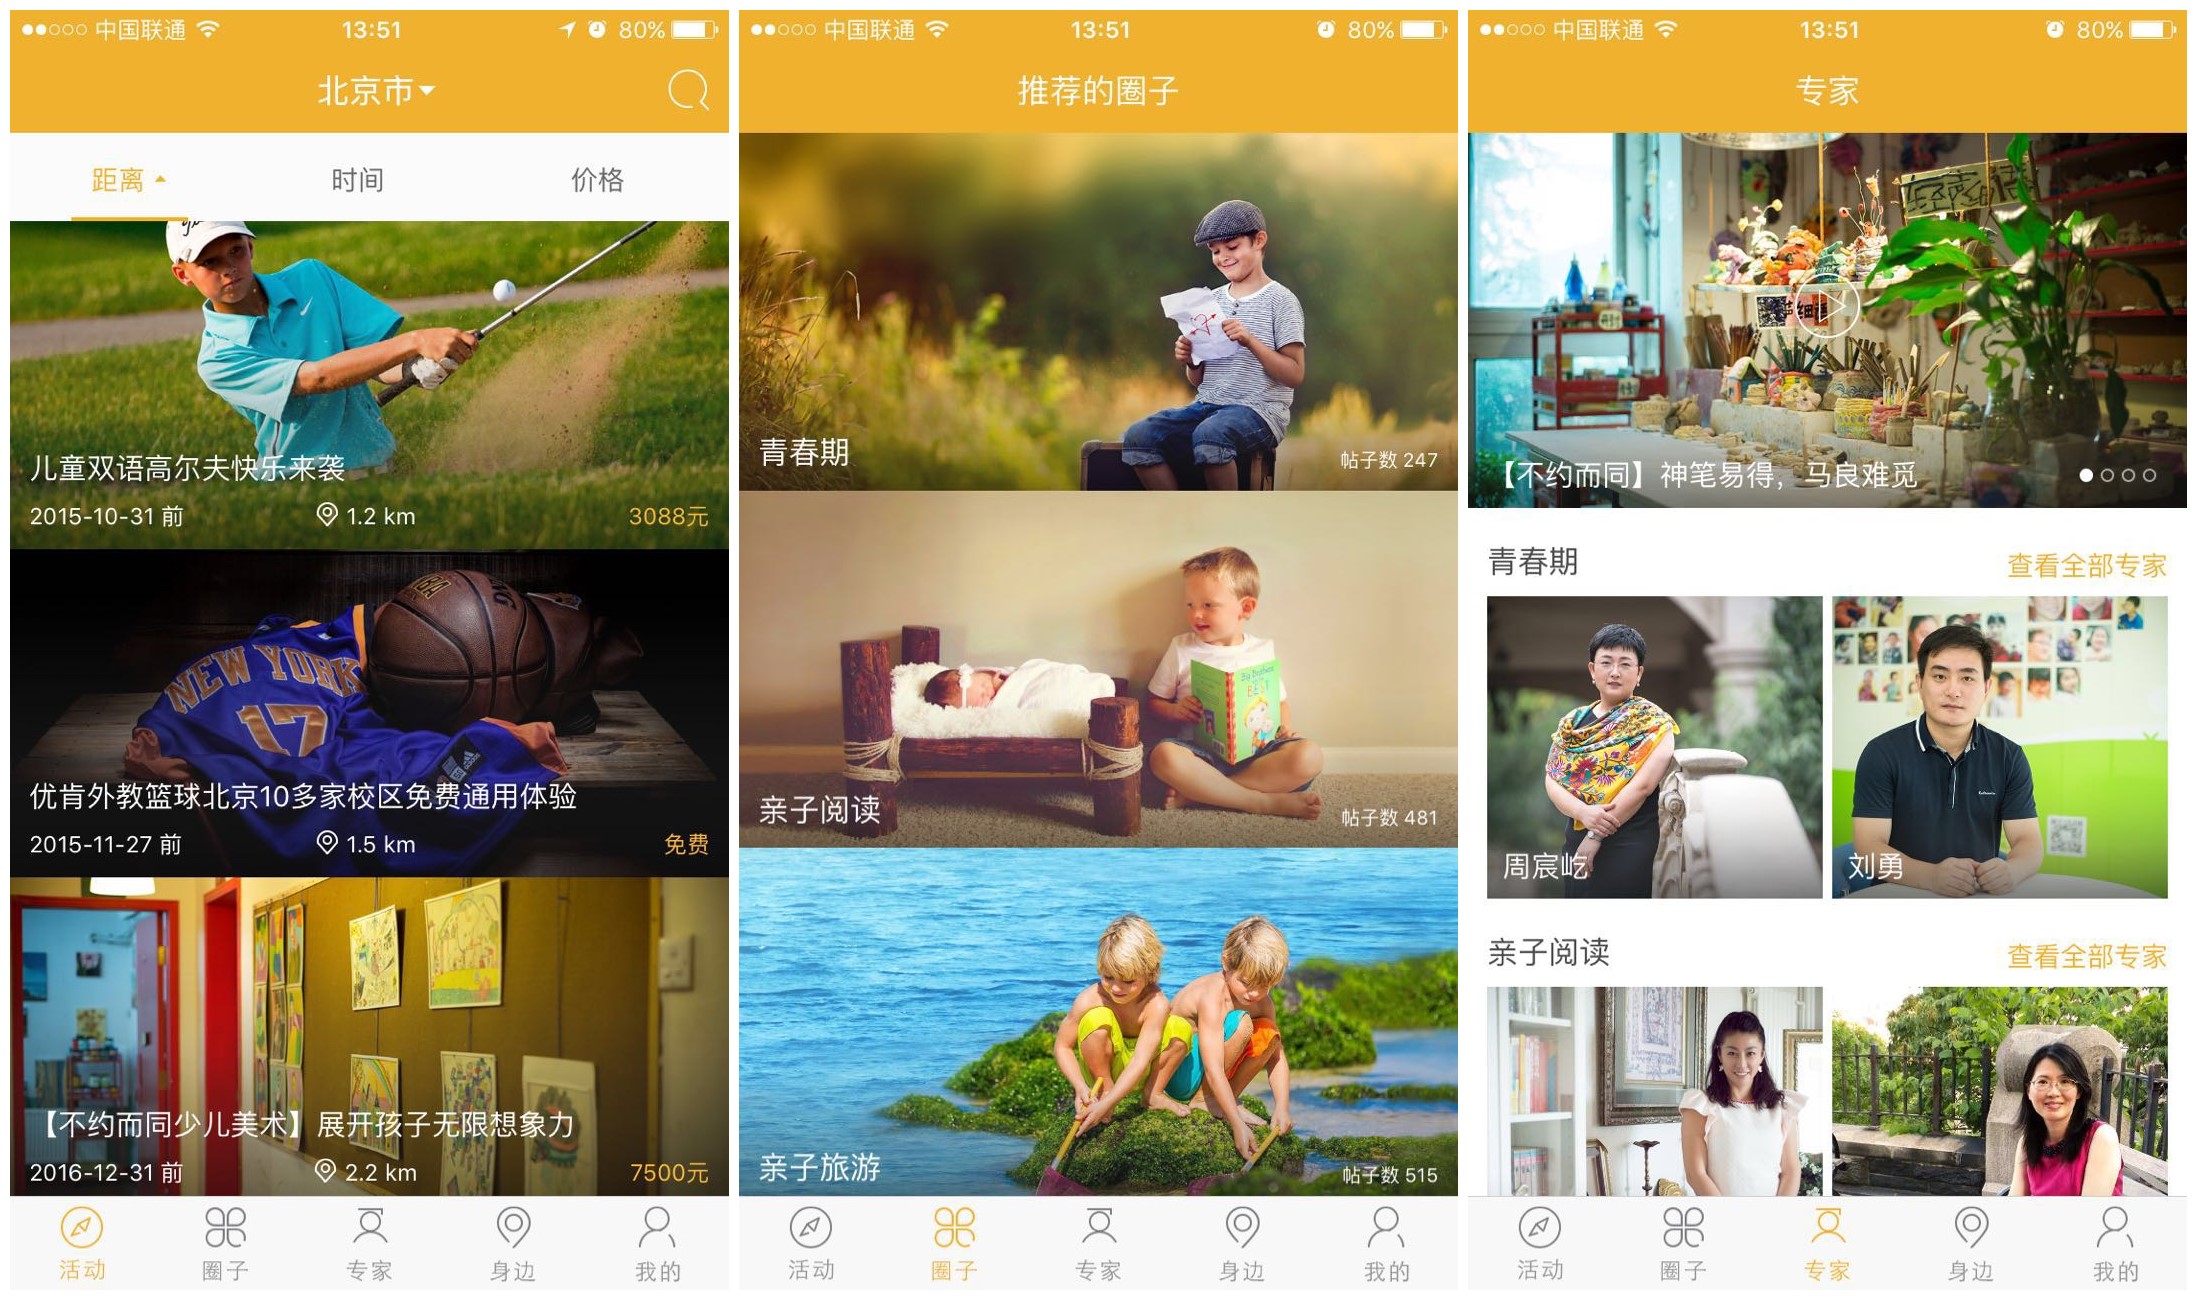 中国联通
13:51
80%
北京市
距离
时间
价格
儿童双语高尔夫快乐来袭
2015-10-31 前
1.2 km
3088元
NEW YORK
17
优肯外教篮球北京10多家校区免费通用体验
2015-11-27 前
1.5 km
免费
【不约而同少儿美术】展开孩子无限想象力
2016-12-31 前
2.2 km
7500元
活动
圈子
专家
身边
我的
中国联通
13:51
80%
推荐的圈子
青春期
帖子数 247
BEST
亲子阅读
帖子数 481
亲子旅游
帖子数 515
活动
圈子
专家
身边
我的
中国联通
13:51
80%
专家
【不约而同】神笔易得，马良难觅
青春期
查看全部专家
周宸屹
刘勇
亲子阅读
查看全部专家
活动
圈子
专家
身边
我的